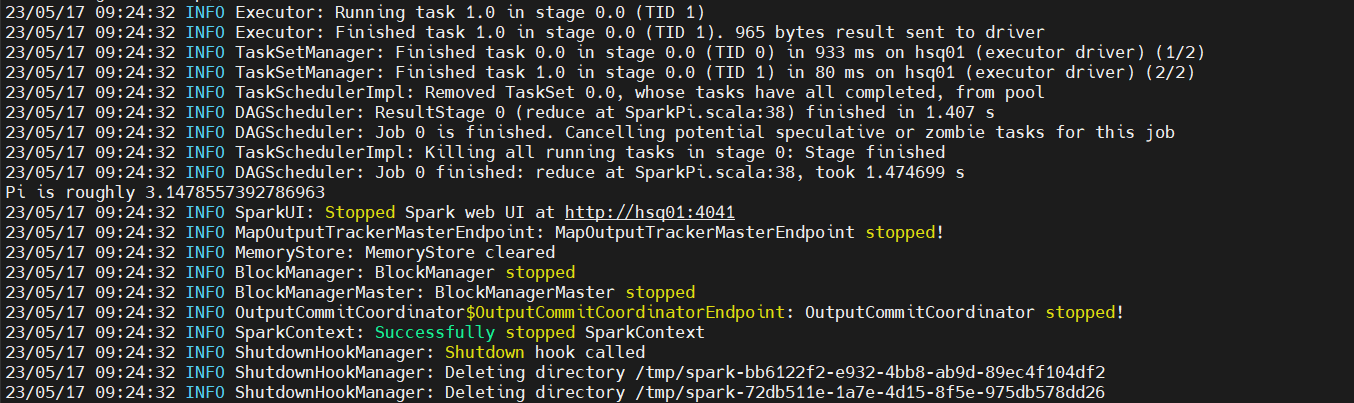 23/05/17 09:24:32 INFO Executor: Running task 1.0 in stage 0.0 (TID 1)
23/05/17 09:24:32 INFO Executor: Finished task 1.0 in stage 0.0 (TID 1). 965 bytes result sent to driver
23/05/17 09:24:32 INFO TaskSetManager: Finished task 0.0 in stage 0.0 (TID 0) in 933 ms on hsq01 (executor driver) (1/2)
23/05/17 09:24:32 INFO TaskSetManager: Finished task 1.0 in stage 0.0 (TID 1) in 80 ms on hsq01 (executor driver) (2/2)
23/05/17 09:24:32 INFO TaskSchedulerImpl: Removed TaskSet 0.0, whose tasks have all completed, from pool
23/05/17 09:24:32 INFO DAGScheduler: ResultStage 0 (reduce at SparkPi.scala:38) finished in 1.407 s
23/05/17 09:24:32 INFO DAGScheduler: Job 0 is finished. Cancelling potential speculative or zombie tasks for this job
23/05/17 09:24:32 INFO TaskSchedulerImpl: Killing all running tasks in stage 0: Stage finished
23/05/17 09:24:32 INFO DAGScheduler: Job 0 finished: reduce at SparkPi.scala:38, took 1.474699 s
Pi is roughly 3.1478557392786963
23/05/17 09:24:32 INFO SparkUI: Stopped Spark web UI at http://hsq01:4041
23/05/17 09:24:32 INFO MapOutputTrackerMasterEndpoint: MapOutputTrackerMasterEndpoint stopped!
23/05/17 09:24:32 INFO MemoryStore: MemoryStore cleared
23/05/17 09:24:32 INFO BlockManager: BlockManager stopped
23/05/17 09:24:32 INFO BlockManagerMaster: BlockManagerMaster stopped
23/05/17 09:24:32 INFO OutputCommitCoordinator$OutputCommitCoordinatorEndpoint: OutputCommitCoordinator stopped!
23/05/17 09:24:32 INFO SparkContext: Successfully stopped SparkContext
23/05/17 09:24:32 INFO ShutdownHookManager: Shutdown hook called
23/05/17 09:24:32 INFO ShutdownHookManager: Deleting directory /tmp/spark-bb6122f2-e932-4bb8-ab9d-89ec4f104df2
23/05/17 09:24:32 INFO ShutdownHookManager: Deleting directory /tmp/spark-72db511e-1a7e-4d15-8f5e-975db578dd26